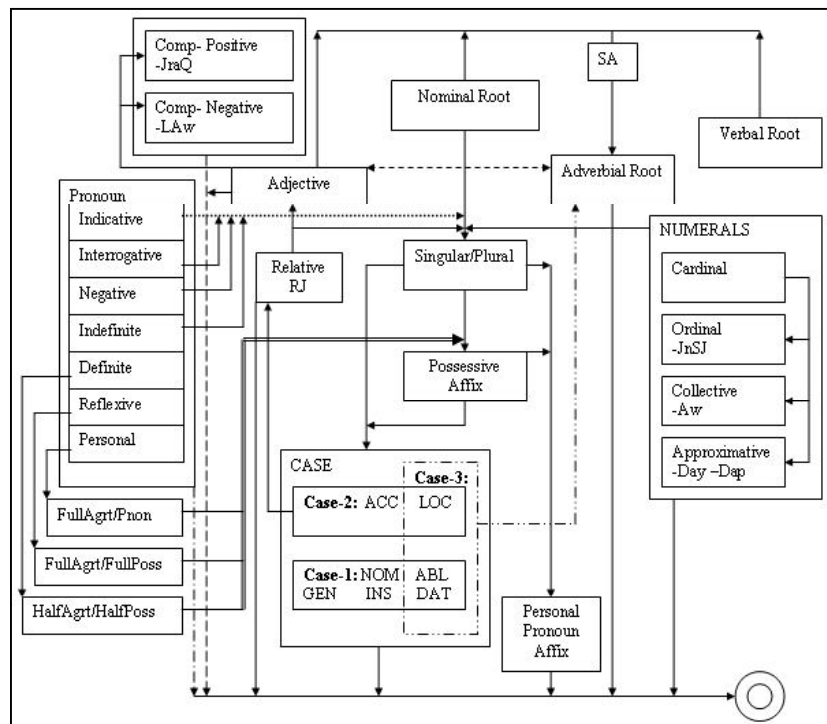 Comp- Positive
-JraQ
Comp- Negative
-LAw
Nominal Root
SA
Verbal Root
Adjective
Adverbial Root
Pronoun
Indicative
Interrogative
Negative
Indefinite
Definite
Reflexive
Personal
Relative
RJ
Singular/Plural
Possessive
Affix
NUMERALS
Cardinal
Ordinal
-JnSJ
Collective
-Aw
Approximative
-Day –Dap
CASE
Case-3:
Case-2: ACC LOC
Case-1: NOM ABL
GEN INS DAT
FullAgrt/Pnon
FullAgrt/FullPoss
HalfAgrt/HalfPoss
Personal
Pronoun
Affix